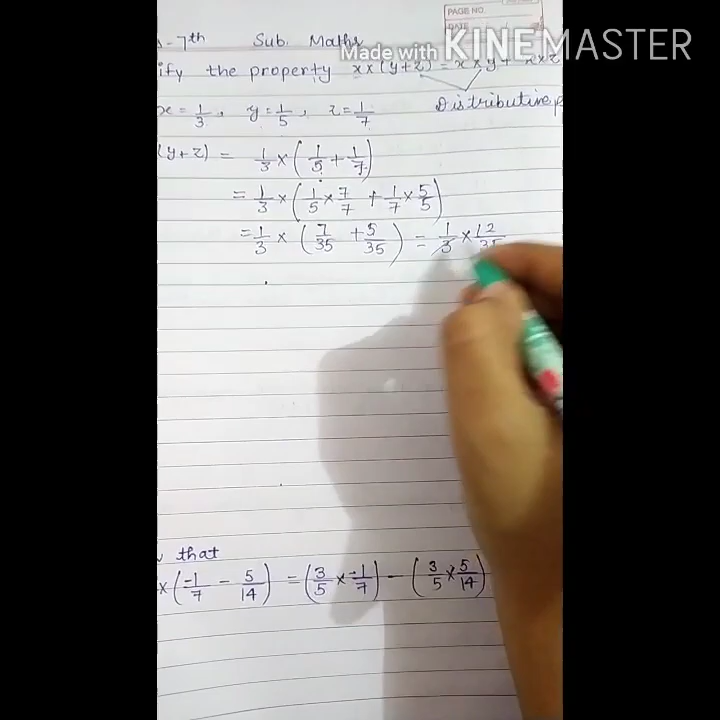 PAGE NO.
DATE
7th Sub. Maths
Made with KINEMASTER
ify the property x×(y+z)=x×y+x×z
x=1/3, y=1/5, z=1/7 Distributive p
(y+z) = 1/3×(1/5+1/7)
=1/3×(1/5×7/7+1/7×5/5)
=1/3×(7/35+5/35)=1/3×12/35
that
×(-1/7-5/14)=(3/5×-1/7)-(3/5×5/14)